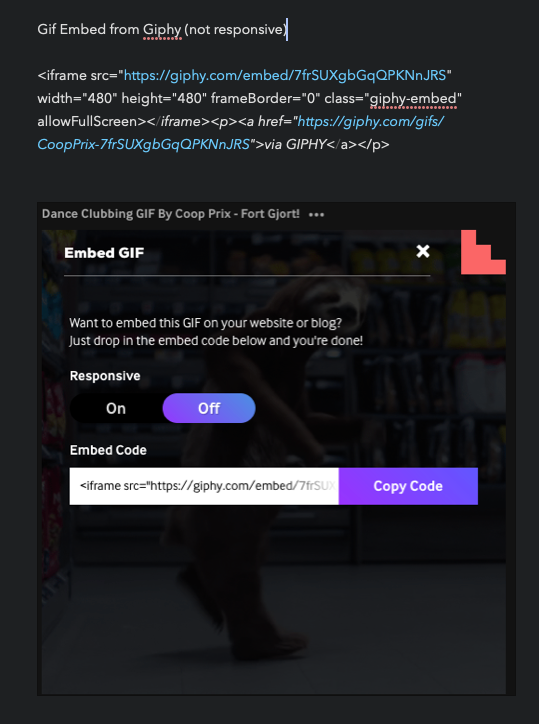 Gif Embed from Giphy (not responsive)
<iframe src="https://giphy.com/embed/7frSUXgbGqQPKNnJRS"
width="480" height="480" frameBorder="0" class="giphy-embed"
allowFullScreen></iframe><p><a href="https://giphy.com/gifs/
CoopPrix-7frSUXgbGqQPKNnJRS">via GIPHY</a></p>
Dance Clubbing GIF By Coop Prix - Fort Gjort! •••
Embed GIF
Want to embed this GIF on your website or blog?
Just drop in the embed code below and you're done!
Responsive
On Off
Embed Code
<iframe src="https://giphy.com/embed/7frSUX
Copy Code